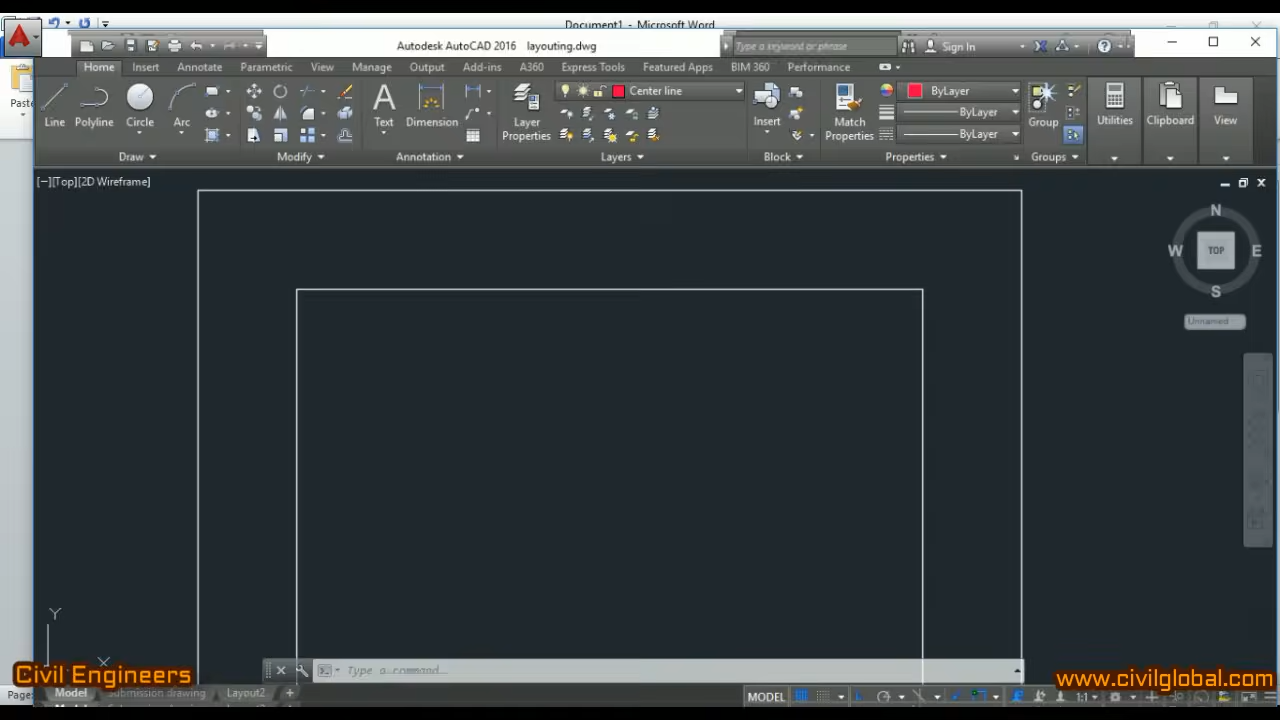 Document1 - Microsoft Word
Autodesk AutoCAD 2016 layouting.dwg
Type a keyword or phrase
Sign In
Home Insert Annotate Parametric View Manage Output Add-ins A360 Express Tools Featured Apps BIM 360 Performance
Paste
Line Polyline Circle Arc
Draw
Modify
Text Dimension
Annotation
Layer Properties
Center line
Layers
Insert
Block
Match Properties
ByLayer
ByLayer
ByLayer
Properties
Group
Groups
Utilities
Clipboard
View
[−][Top][2D Wireframe]
N
W TOP E
S
Unnamed
Y
X
Type a command...
Civil Engineers
www.civilglobal.com
Page:
Model Submission drawing Layout2 +
MODEL
1:1